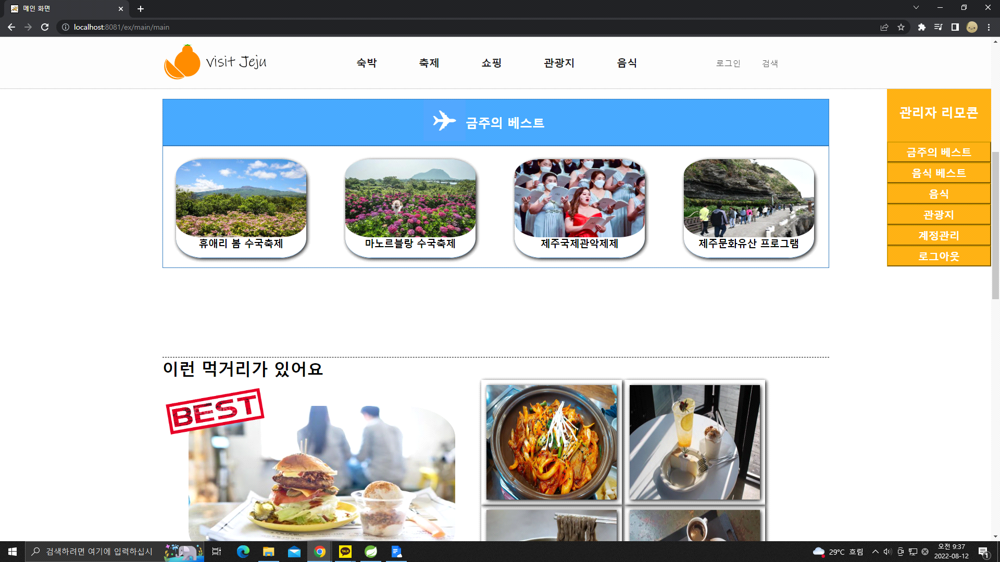 메인 화면
localhost:8081/ex/main/main
Visit Jeju
숙박 축제 쇼핑 관광지 음식 로그인 검색
관리자 리모콘
금주의 베스트
음식 베스트
음식
관광지
계정관리
로그아웃
금주의 베스트
휴애리 봄 수국축제
마노르블랑 수국축제
제주국제관악제제
제주문화유산 프로그램
이런 먹거리가 있어요
BEST
검색하려면 여기에 입력하십시
TALK
29°C 흐림
오전 9:37
2022-08-12
1